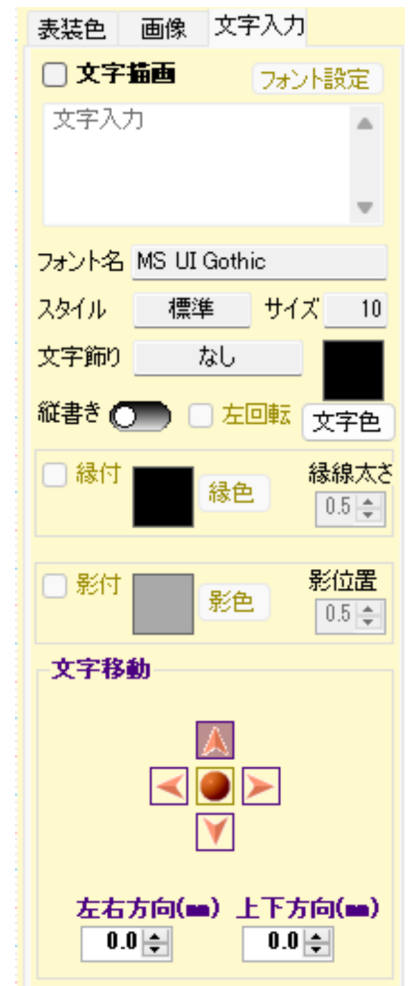 表装色 画像 文字入力
文字描画 フォント設定
文字入力
フォント名 MS UI Gothic
スタイル 標準 サイズ 10
文字飾り なし
縦書き 左回転 文字色
縁付 縁色 縁線太さ
0.5
影付 影色 影位置
0.5
文字移動
左右方向(mm) 上下方向(mm)
0.0 0.0